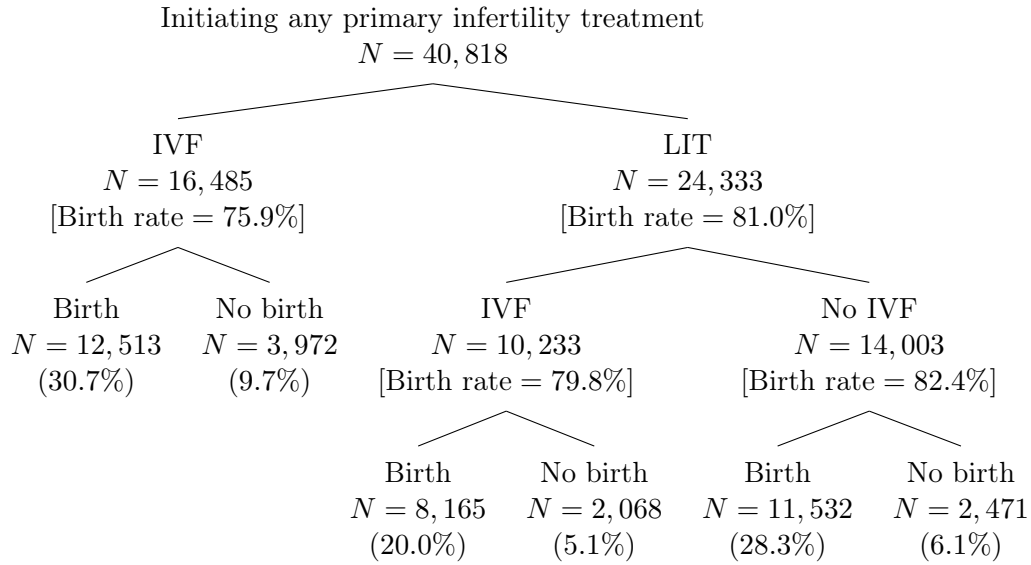 Initiating any primary infertility treatment
N = 40,818
IVF
N = 16,485
[Birth rate = 75.9%]
LIT
N = 24,333
[Birth rate = 81.0%]
Birth
N = 12,513
(30.7%)
No birth
N = 3,972
(9.7%)
IVF
N = 10,233
[Birth rate = 79.8%]
No IVF
N = 14,003
[Birth rate = 82.4%]
Birth
N = 8,165
(20.0%)
No birth
N = 2,068
(5.1%)
Birth
N = 11,532
(28.3%)
No birth
N = 2,471
(6.1%)